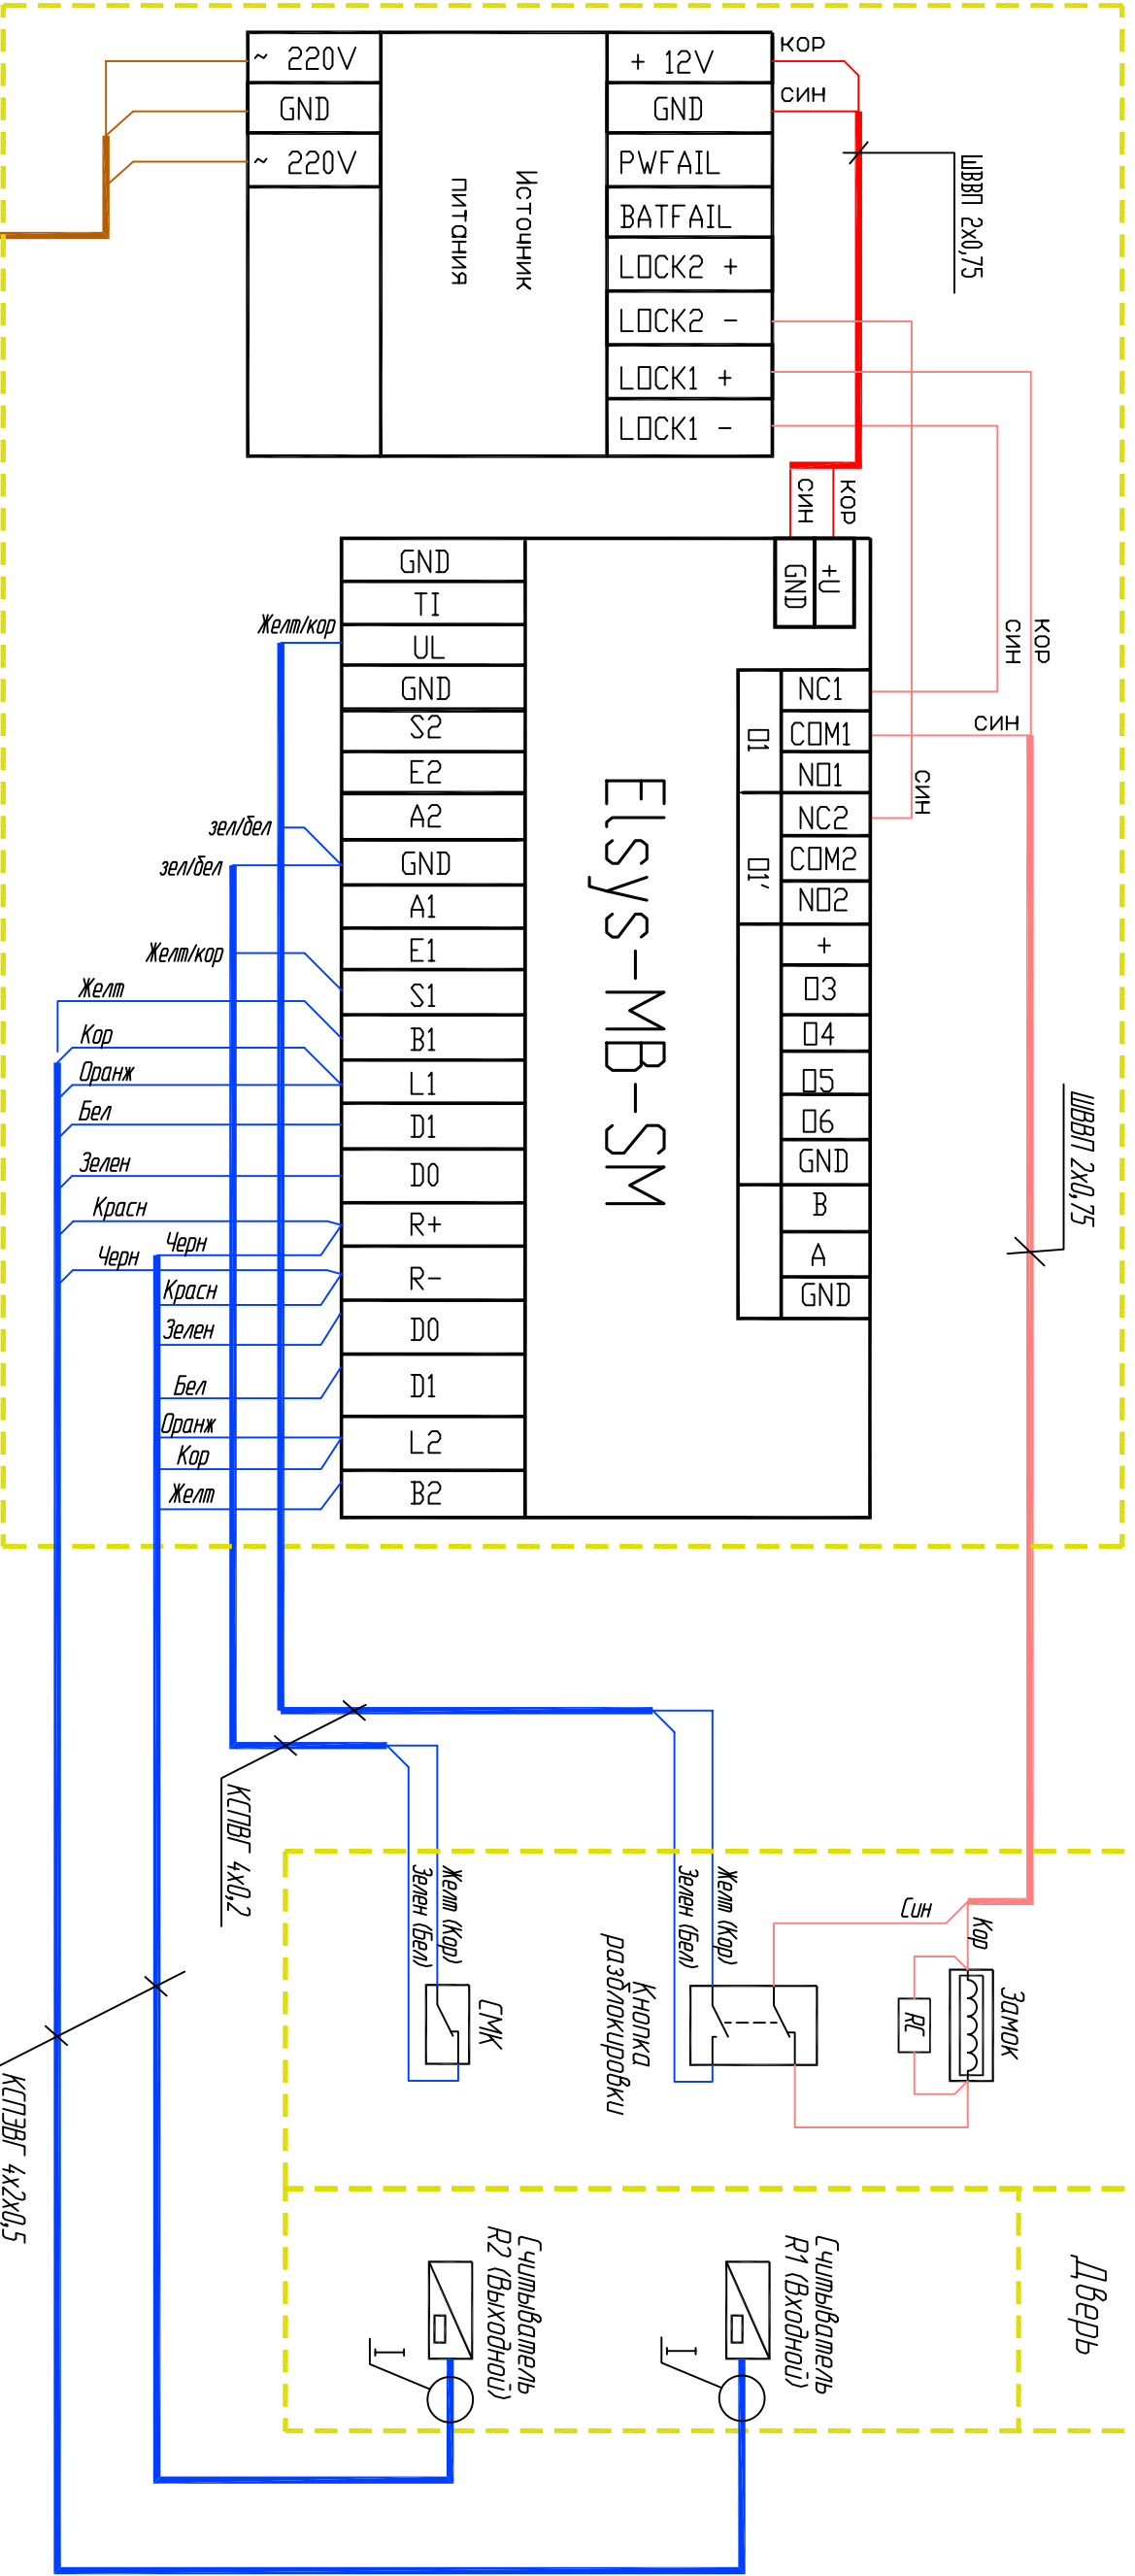 ~ 220V
GND
~ 220V
Источник
питания
+ 12V
GND
PWFAIL
BATFAIL
LOCK2 +
LOCK2 -
LOCK1 +
LOCK1 -
кор
син
ШВВП 2х0,75
син
кор
GND
+U
син
кор
син
син
GND
TI
UL
GND
S2
E2
A2
GND
A1
E1
S1
B1
L1
D1
D0
R+
R-
D0
D1
L2
B2
Elsys-MB-SM
O1
O1'
NC1
COM1
NO1
NC2
COM2
NO2
+
O3
O4
O5
O6
GND
B
A
GND
Желт/кор
зел/бел
зел/бел
Желт/кор
Желт
Кор
Оранж
Бел
Зелен
Красн
Черн
Черн
Красн
Зелен
Бел
Оранж
Кор
Желт
ШВВП 2х0,75
КСПВГ 4х0,2
КСПЭВГ 4х2х0,5
Желт (Кор)
Зелен (Бел)
СМК
Желт (Кор)
Зелен (Бел)
Кнопка
разблокировки
Син
Кор
RC
Замок
Считыватель
R2 (Выходной)
I
Считыватель
R1 (Входной)
I
Дверь